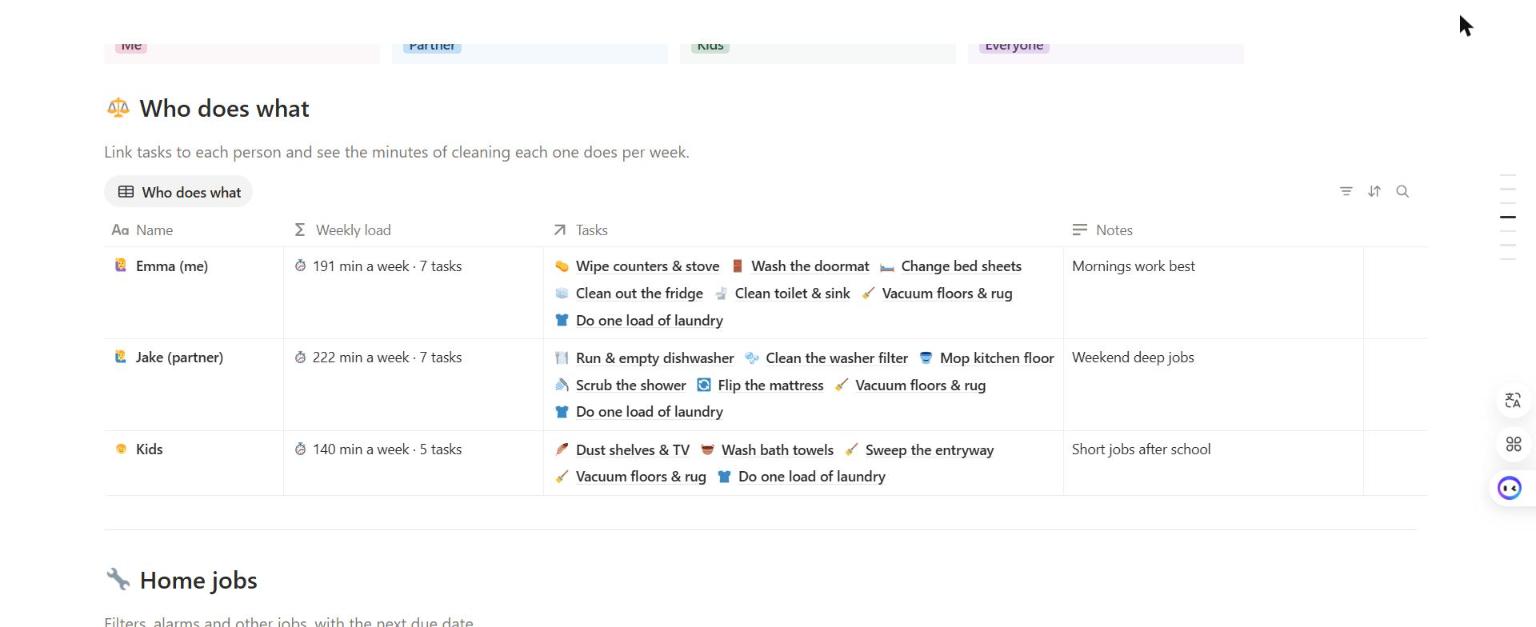 Me Partner Kids Everyone
Who does what
Link tasks to each person and see the minutes of cleaning each one does per week.
Who does what
Aa Name Σ Weekly load Tasks Notes
Emma (me) 191 min a week · 7 tasks Wipe counters & stove Wash the doormat Change bed sheets Mornings work best
Clean out the fridge Clean toilet & sink Vacuum floors & rug
Do one load of laundry
Jake (partner) 222 min a week · 7 tasks Run & empty dishwasher Clean the washer filter Mop kitchen floor Weekend deep jobs
Scrub the shower Flip the mattress Vacuum floors & rug
Do one load of laundry
Kids 140 min a week · 5 tasks Dust shelves & TV Wash bath towels Sweep the entryway Short jobs after school
Vacuum floors & rug Do one load of laundry
Home jobs
Filters, alarms and other jobs, with the next due date.